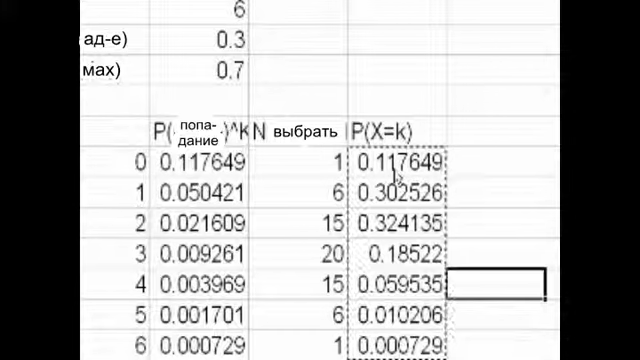 6
ад-е) 0.3
(мах) 0.7
P( попа-дание )^K N выбрать P(X=k)
0 0.117649 1 0.117649
1 0.050421 6 0.302526
2 0.021609 15 0.324135
3 0.009261 20 0.18522
4 0.003969 15 0.059535
5 0.001701 6 0.010206
6 0.000729 1 0.000729